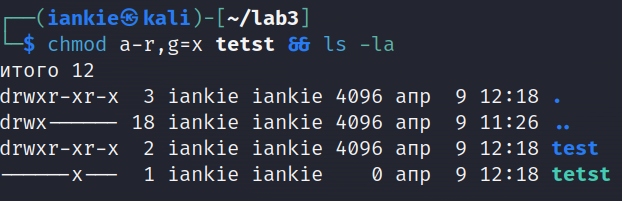 ┌──(iankie㉿kali)-[~/lab3]
└─$ chmod a-r,g=x tetst && ls -la
итого 12
drwxr-xr-x  3 iankie iankie 4096 апр  9 12:18 .
drwx------ 18 iankie iankie 4096 апр  9 11:26 ..
drwxr-xr-x  2 iankie iankie 4096 апр  9 12:18 test
------x---  1 iankie iankie    0 апр  9 12:18 tetst